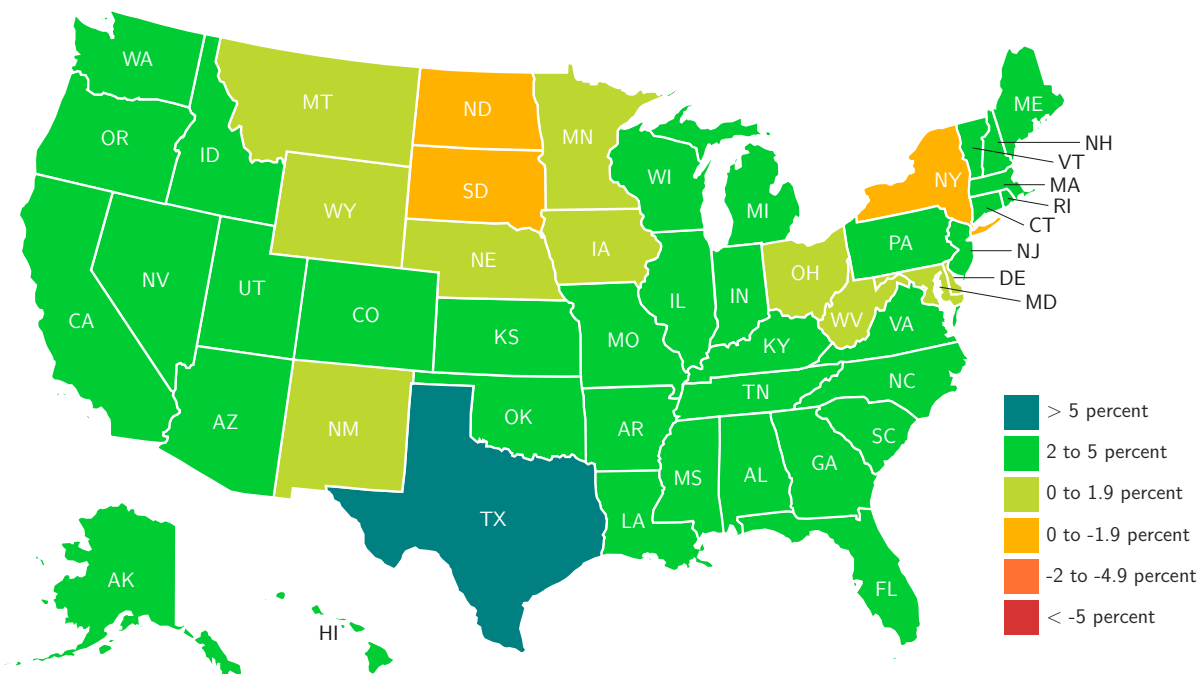 WA
ME
MT
ND
OR
MN
NH
ID
VT
WI
NY
MA
SD
RI
WY
MI
CT
PA
IA
NJ
NE
OH
NV
DE
UT
IL
IN
MD
CO
CA
WV
VA
KS
MO
KY
NC
TN
> 5 percent
OK
AZ
NM
AR
SC
2 to 5 percent
GA
AL
MS
0 to 1.9 percent
TX
LA
0 to -1.9 percent
AK
-2 to -4.9 percent
FL
< -5 percent
HI